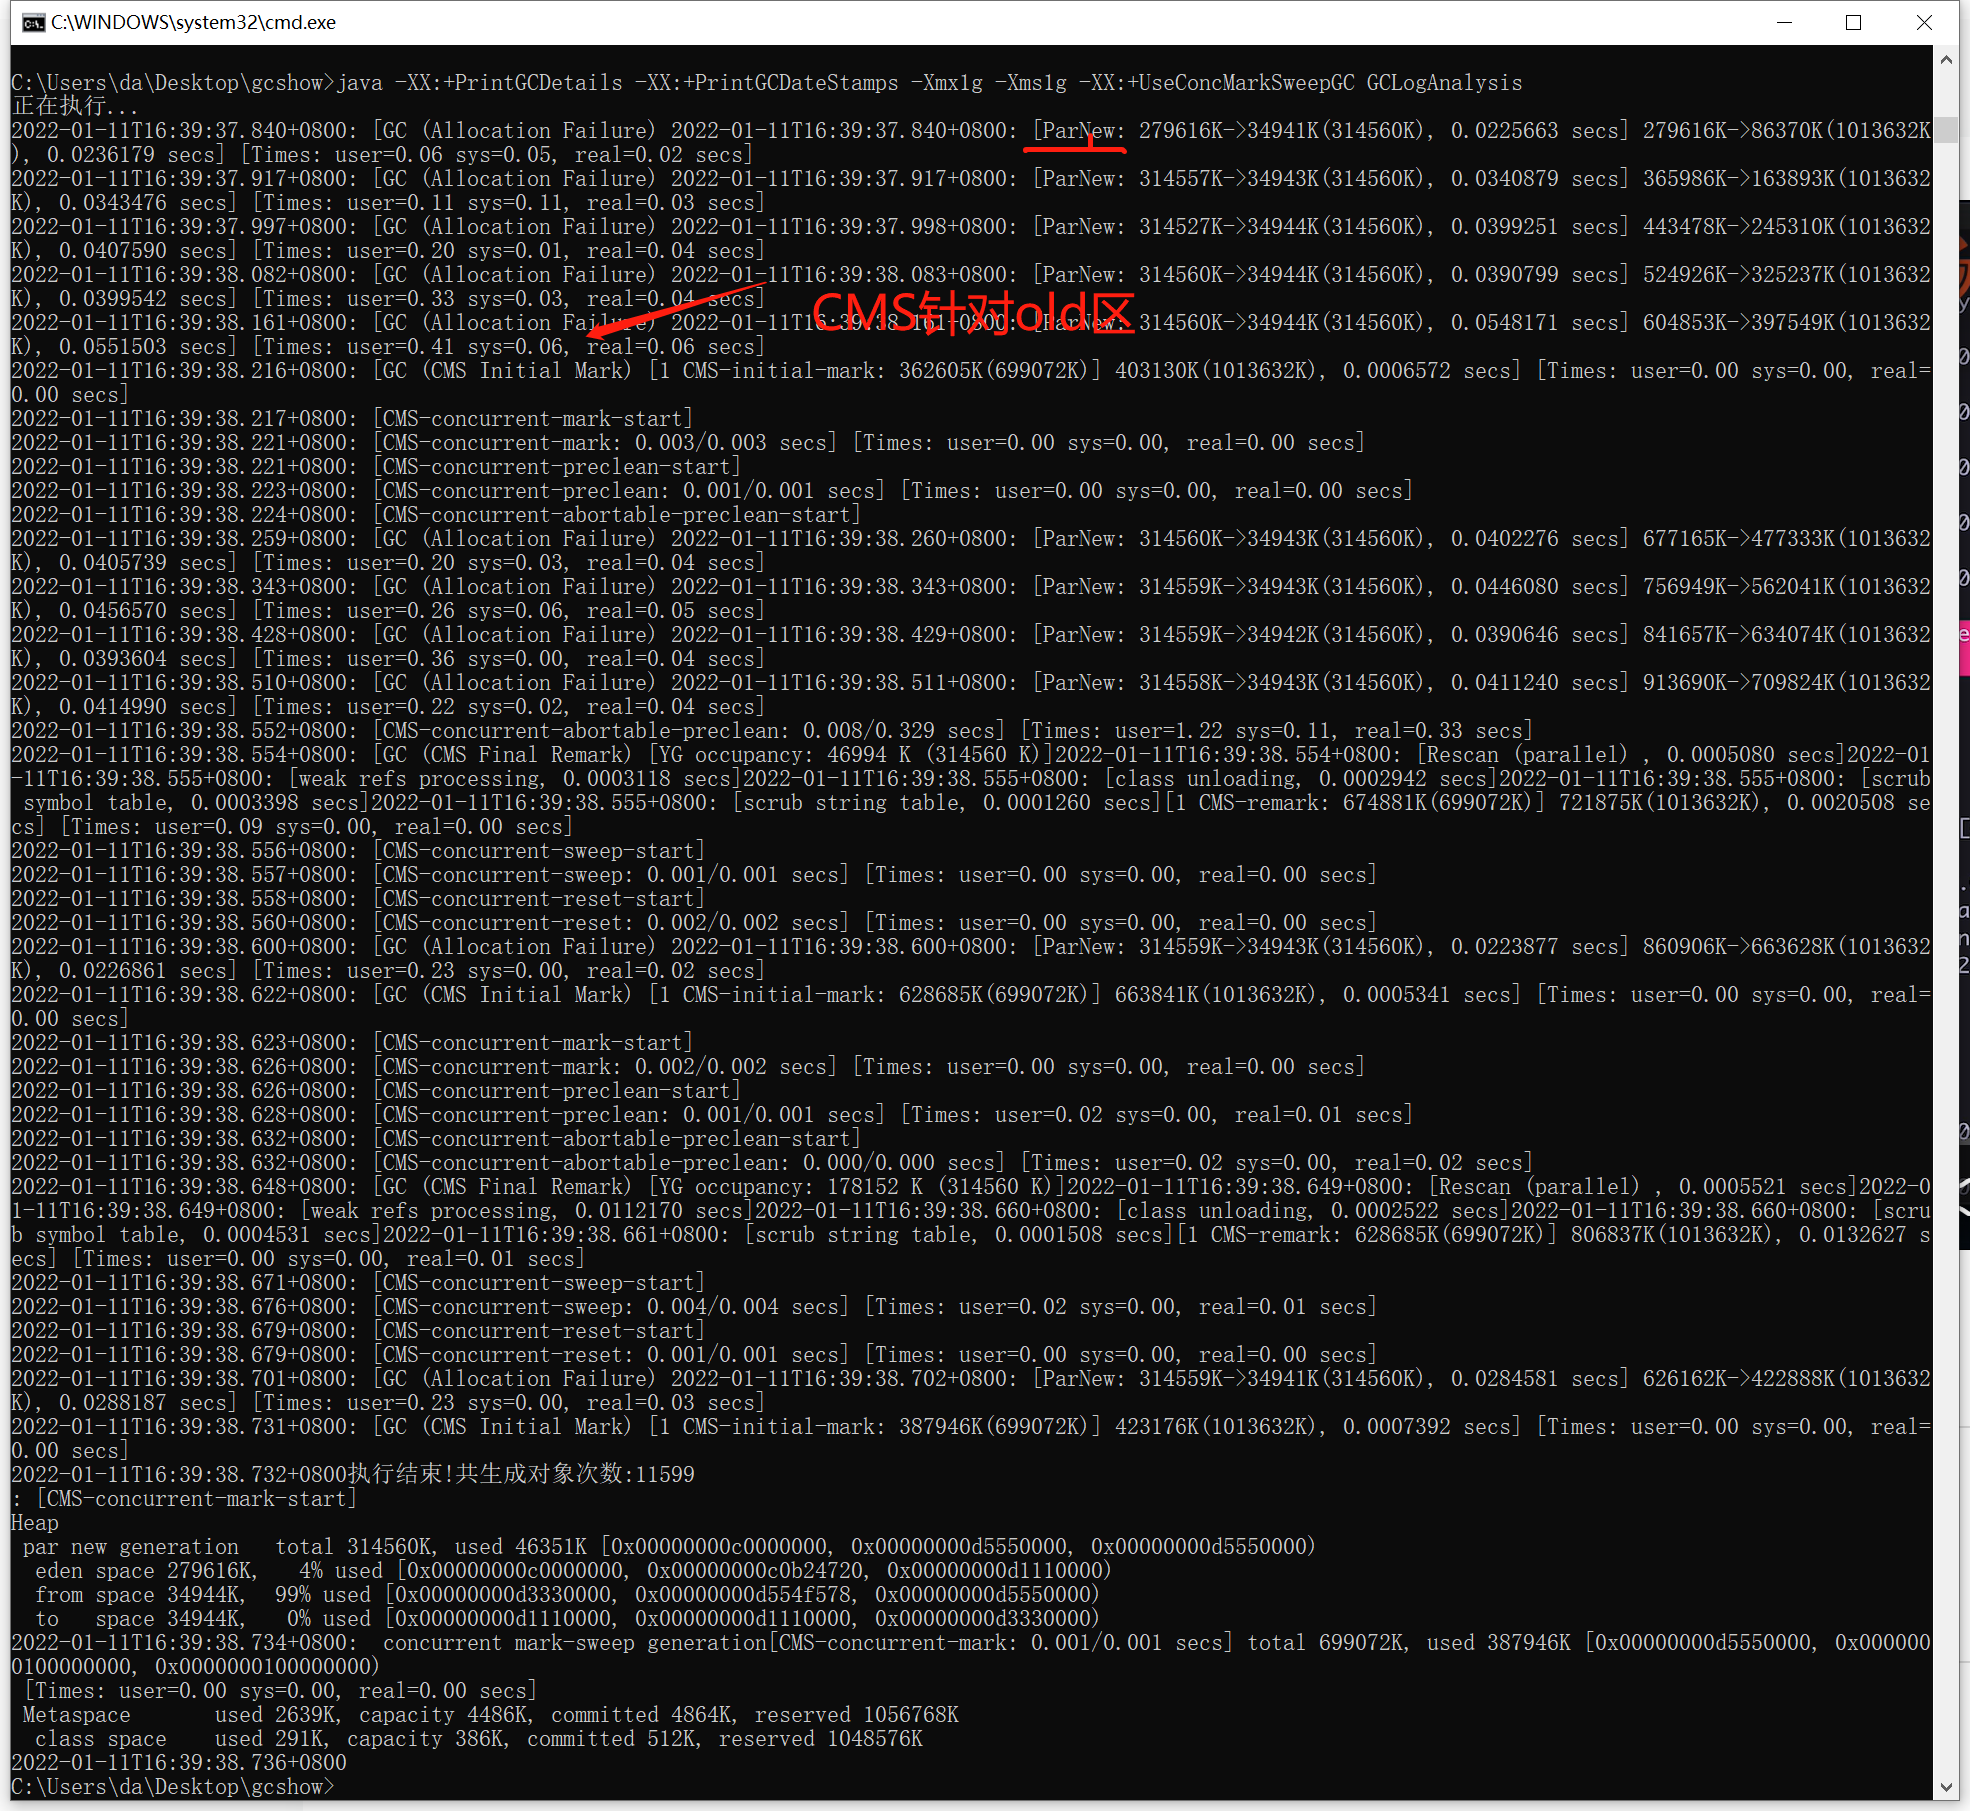 C:\WINDOWS\system32\cmd.exe
C:\Users\da\Desktop\gcshow>java -XX:+PrintGCDetails -XX:+PrintGCDateStamps -Xmx1g -Xms1g -XX:+UseConcMarkSweepGC GCLogAnalysis
正在执行...
2022-01-11T16:39:37.840+0800: [GC (Allocation Failure) 2022-01-11T16:39:37.840+0800: [ParNew: 279616K->34941K(314560K), 0.0225663 secs] 279616K->86370K(1013632K
), 0.0236179 secs] [Times: user=0.06 sys=0.05, real=0.02 secs]
2022-01-11T16:39:37.917+0800: [GC (Allocation Failure) 2022-01-11T16:39:37.917+0800: [ParNew: 314557K->34943K(314560K), 0.0340879 secs] 365986K->163893K(1013632
K), 0.0343476 secs] [Times: user=0.11 sys=0.11, real=0.03 secs]
2022-01-11T16:39:37.997+0800: [GC (Allocation Failure) 2022-01-11T16:39:37.998+0800: [ParNew: 314527K->34944K(314560K), 0.0399251 secs] 443478K->245310K(1013632
K), 0.0407590 secs] [Times: user=0.20 sys=0.01, real=0.04 secs]
2022-01-11T16:39:38.082+0800: [GC (Allocation Failure) 2022-01-11T16:39:38.083+0800: [ParNew: 314560K->34944K(314560K), 0.0390799 secs] 524926K->325237K(1013632
K), 0.0399542 secs] [Times: user=0.33 sys=0.03, real=0.04 secs]
CMS针对old区
2022-01-11T16:39:38.161+0800: [GC (Allocation Failure) 2022-01-11T16:39:38.161+0800: [ParNew: 314560K->34944K(314560K), 0.0548171 secs] 604853K->397549K(1013632
K), 0.0551503 secs] [Times: user=0.41 sys=0.06, real=0.06 secs]
2022-01-11T16:39:38.216+0800: [GC (CMS Initial Mark) [1 CMS-initial-mark: 362605K(699072K)] 403130K(1013632K), 0.0006572 secs] [Times: user=0.00 sys=0.00, real=
0.00 secs]
2022-01-11T16:39:38.217+0800: [CMS-concurrent-mark-start]
2022-01-11T16:39:38.221+0800: [CMS-concurrent-mark: 0.003/0.003 secs] [Times: user=0.00 sys=0.00, real=0.00 secs]
2022-01-11T16:39:38.221+0800: [CMS-concurrent-preclean-start]
2022-01-11T16:39:38.223+0800: [CMS-concurrent-preclean: 0.001/0.001 secs] [Times: user=0.00 sys=0.00, real=0.00 secs]
2022-01-11T16:39:38.224+0800: [CMS-concurrent-abortable-preclean-start]
2022-01-11T16:39:38.259+0800: [GC (Allocation Failure) 2022-01-11T16:39:38.260+0800: [ParNew: 314560K->34943K(314560K), 0.0402276 secs] 677165K->477333K(1013632
K), 0.0405739 secs] [Times: user=0.20 sys=0.03, real=0.04 secs]
2022-01-11T16:39:38.343+0800: [GC (Allocation Failure) 2022-01-11T16:39:38.343+0800: [ParNew: 314559K->34943K(314560K), 0.0446080 secs] 756949K->562041K(1013632
K), 0.0456570 secs] [Times: user=0.26 sys=0.06, real=0.05 secs]
2022-01-11T16:39:38.428+0800: [GC (Allocation Failure) 2022-01-11T16:39:38.429+0800: [ParNew: 314559K->34942K(314560K), 0.0390646 secs] 841657K->634074K(1013632
K), 0.0393604 secs] [Times: user=0.36 sys=0.00, real=0.04 secs]
2022-01-11T16:39:38.510+0800: [GC (Allocation Failure) 2022-01-11T16:39:38.511+0800: [ParNew: 314558K->34943K(314560K), 0.0411240 secs] 913690K->709824K(1013632
K), 0.0414990 secs] [Times: user=0.22 sys=0.02, real=0.04 secs]
2022-01-11T16:39:38.552+0800: [CMS-concurrent-abortable-preclean: 0.008/0.329 secs] [Times: user=1.22 sys=0.11, real=0.33 secs]
2022-01-11T16:39:38.554+0800: [GC (CMS Final Remark) [YG occupancy: 46994 K (314560 K)]2022-01-11T16:39:38.554+0800: [Rescan (parallel) , 0.0005080 secs]2022-01
-11T16:39:38.555+0800: [weak refs processing, 0.0003118 secs]2022-01-11T16:39:38.555+0800: [class unloading, 0.0002942 secs]2022-01-11T16:39:38.555+0800: [scrub
 symbol table, 0.0003398 secs]2022-01-11T16:39:38.555+0800: [scrub string table, 0.0001260 secs][1 CMS-remark: 674881K(699072K)] 721875K(1013632K), 0.0020508 se
cs] [Times: user=0.09 sys=0.00, real=0.00 secs]
2022-01-11T16:39:38.556+0800: [CMS-concurrent-sweep-start]
2022-01-11T16:39:38.557+0800: [CMS-concurrent-sweep: 0.001/0.001 secs] [Times: user=0.00 sys=0.00, real=0.00 secs]
2022-01-11T16:39:38.558+0800: [CMS-concurrent-reset-start]
2022-01-11T16:39:38.560+0800: [CMS-concurrent-reset: 0.002/0.002 secs] [Times: user=0.00 sys=0.00, real=0.00 secs]
2022-01-11T16:39:38.600+0800: [GC (Allocation Failure) 2022-01-11T16:39:38.600+0800: [ParNew: 314559K->34943K(314560K), 0.0223877 secs] 860906K->663628K(1013632
K), 0.0226861 secs] [Times: user=0.23 sys=0.00, real=0.02 secs]
2022-01-11T16:39:38.622+0800: [GC (CMS Initial Mark) [1 CMS-initial-mark: 628685K(699072K)] 663841K(1013632K), 0.0005341 secs] [Times: user=0.00 sys=0.00, real=
0.00 secs]
2022-01-11T16:39:38.623+0800: [CMS-concurrent-mark-start]
2022-01-11T16:39:38.626+0800: [CMS-concurrent-mark: 0.002/0.002 secs] [Times: user=0.00 sys=0.00, real=0.00 secs]
2022-01-11T16:39:38.626+0800: [CMS-concurrent-preclean-start]
2022-01-11T16:39:38.628+0800: [CMS-concurrent-preclean: 0.001/0.001 secs] [Times: user=0.02 sys=0.00, real=0.01 secs]
2022-01-11T16:39:38.632+0800: [CMS-concurrent-abortable-preclean-start]
2022-01-11T16:39:38.632+0800: [CMS-concurrent-abortable-preclean: 0.000/0.000 secs] [Times: user=0.02 sys=0.00, real=0.02 secs]
2022-01-11T16:39:38.648+0800: [GC (CMS Final Remark) [YG occupancy: 178152 K (314560 K)]2022-01-11T16:39:38.649+0800: [Rescan (parallel) , 0.0005521 secs]2022-0
1-11T16:39:38.649+0800: [weak refs processing, 0.0112170 secs]2022-01-11T16:39:38.660+0800: [class unloading, 0.0002522 secs]2022-01-11T16:39:38.660+0800: [scru
b symbol table, 0.0004531 secs]2022-01-11T16:39:38.661+0800: [scrub string table, 0.0001508 secs][1 CMS-remark: 628685K(699072K)] 806837K(1013632K), 0.0132627 s
ecs] [Times: user=0.00 sys=0.00, real=0.01 secs]
2022-01-11T16:39:38.671+0800: [CMS-concurrent-sweep-start]
2022-01-11T16:39:38.676+0800: [CMS-concurrent-sweep: 0.004/0.004 secs] [Times: user=0.02 sys=0.00, real=0.01 secs]
2022-01-11T16:39:38.679+0800: [CMS-concurrent-reset-start]
2022-01-11T16:39:38.679+0800: [CMS-concurrent-reset: 0.001/0.001 secs] [Times: user=0.00 sys=0.00, real=0.00 secs]
2022-01-11T16:39:38.701+0800: [GC (Allocation Failure) 2022-01-11T16:39:38.702+0800: [ParNew: 314559K->34941K(314560K), 0.0284581 secs] 626162K->422888K(1013632
K), 0.0288187 secs] [Times: user=0.23 sys=0.00, real=0.03 secs]
2022-01-11T16:39:38.731+0800: [GC (CMS Initial Mark) [1 CMS-initial-mark: 387946K(699072K)] 423176K(1013632K), 0.0007392 secs] [Times: user=0.00 sys=0.00, real=
0.00 secs]
2022-01-11T16:39:38.732+0800执行结束!共生成对象次数:11599
: [CMS-concurrent-mark-start]
Heap
 par new generation   total 314560K, used 46351K [0x00000000c0000000, 0x00000000d5550000, 0x00000000d5550000)
  eden space 279616K,   4% used [0x00000000c0000000, 0x00000000c0b24720, 0x00000000d1110000)
  from space 34944K,  99% used [0x00000000d3330000, 0x00000000d554f578, 0x00000000d5550000)
  to   space 34944K,   0% used [0x00000000d1110000, 0x00000000d1110000, 0x00000000d3330000)
2022-01-11T16:39:38.734+0800:  concurrent mark-sweep generation[CMS-concurrent-mark: 0.001/0.001 secs] total 699072K, used 387946K [0x00000000d5550000, 0x000000
0100000000, 0x0000000100000000)
 [Times: user=0.00 sys=0.00, real=0.00 secs]
 Metaspace       used 2639K, capacity 4486K, committed 4864K, reserved 1056768K
  class space    used 291K, capacity 386K, committed 512K, reserved 1048576K
2022-01-11T16:39:38.736+0800
C:\Users\da\Desktop\gcshow>